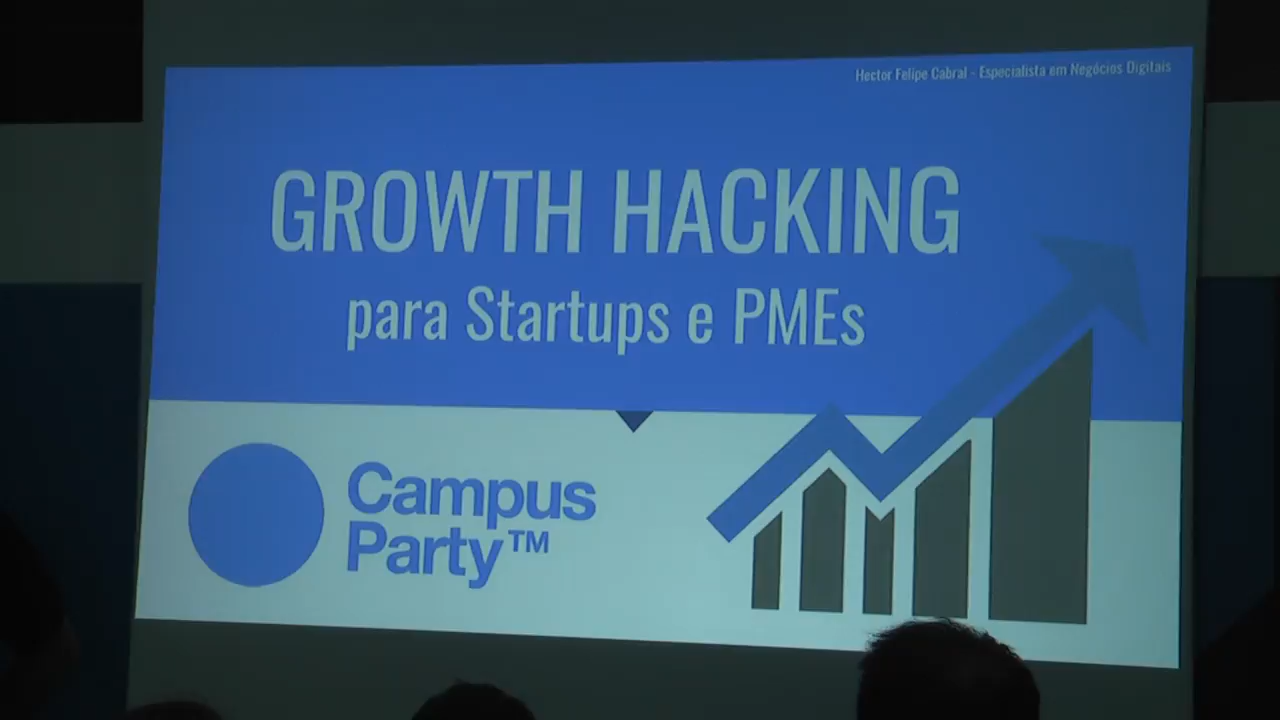 Hector Felipe Cabral - Especialista em Negócios Digitais
GROWTH HACKING
para Startups e PMEs
Campus
Party™